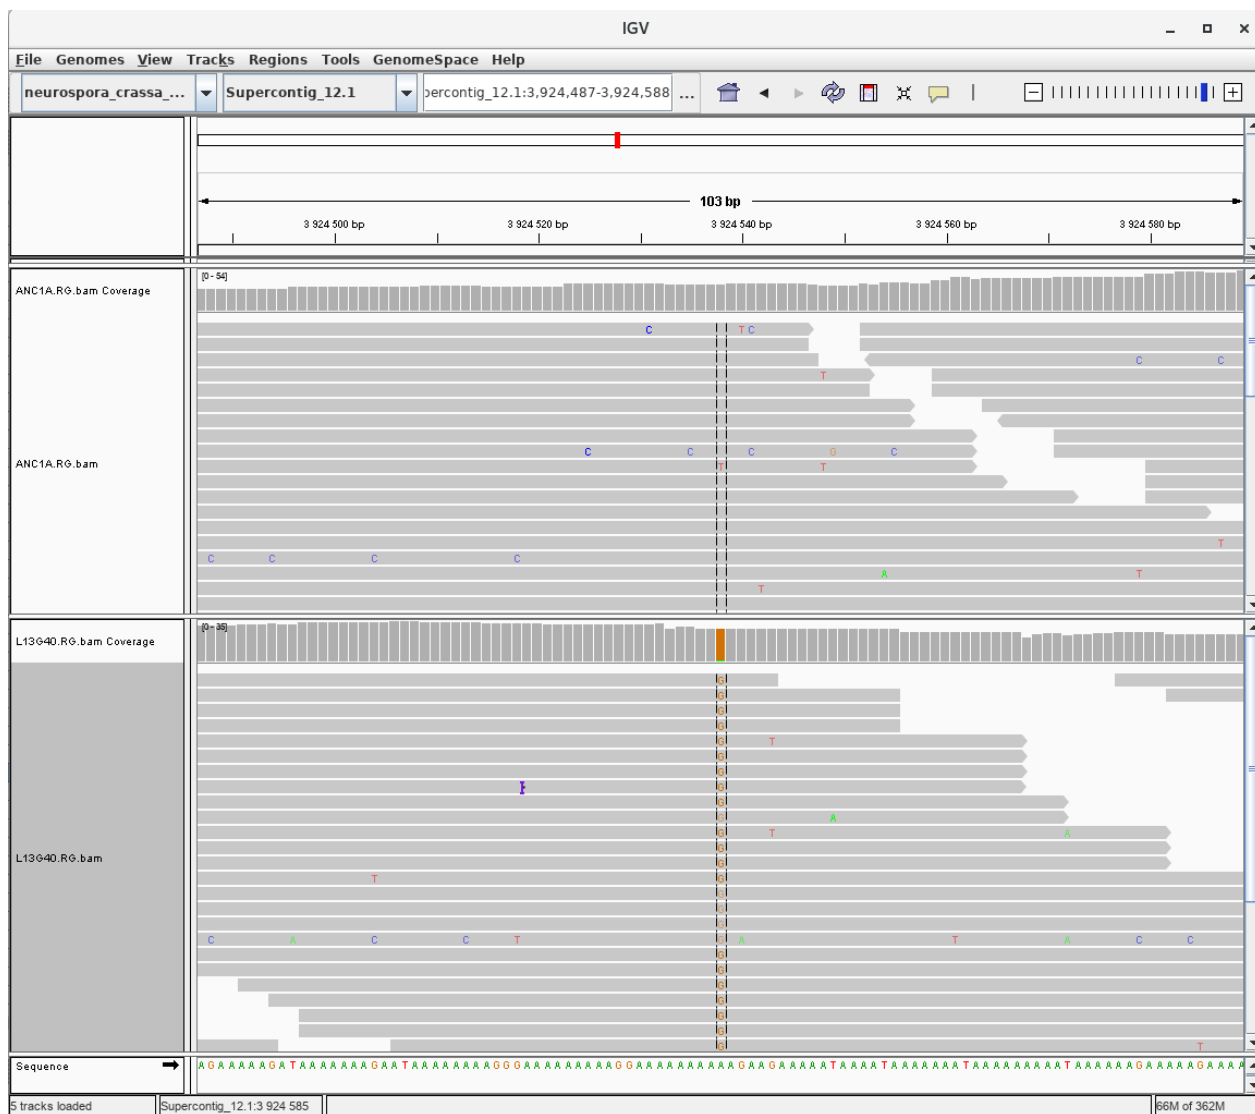 IGV
File Genomes View Tracks Regions Tools GenomeSpace Help
neurospora_crassa_... Supercontig_12.1 percontig_12.1:3,924,487-3,924,588 ...
103 bp
3 924 500 bp 3 924 520 bp 3 924 540 bp 3 924 560 bp 3 924 580 bp
[0 - 54]
ANC1A.RG.bam Coverage
C T C
C C
T
C C C G C
ANC1A.RG.bam
T T
T
C C C C
A T
T
[0 - 35]
L13G40.RG.bam Coverage
G
G
G
G
G T
G
G
G
G
G A
G T A
G
G
T G
L13G40.RG.bam
G
G
G
C A C C T G A T A C C
G
G
G
G
G
G
G T
Sequence
5 tracks loaded Supercontig_12.1:3 924 585 66M of 362M